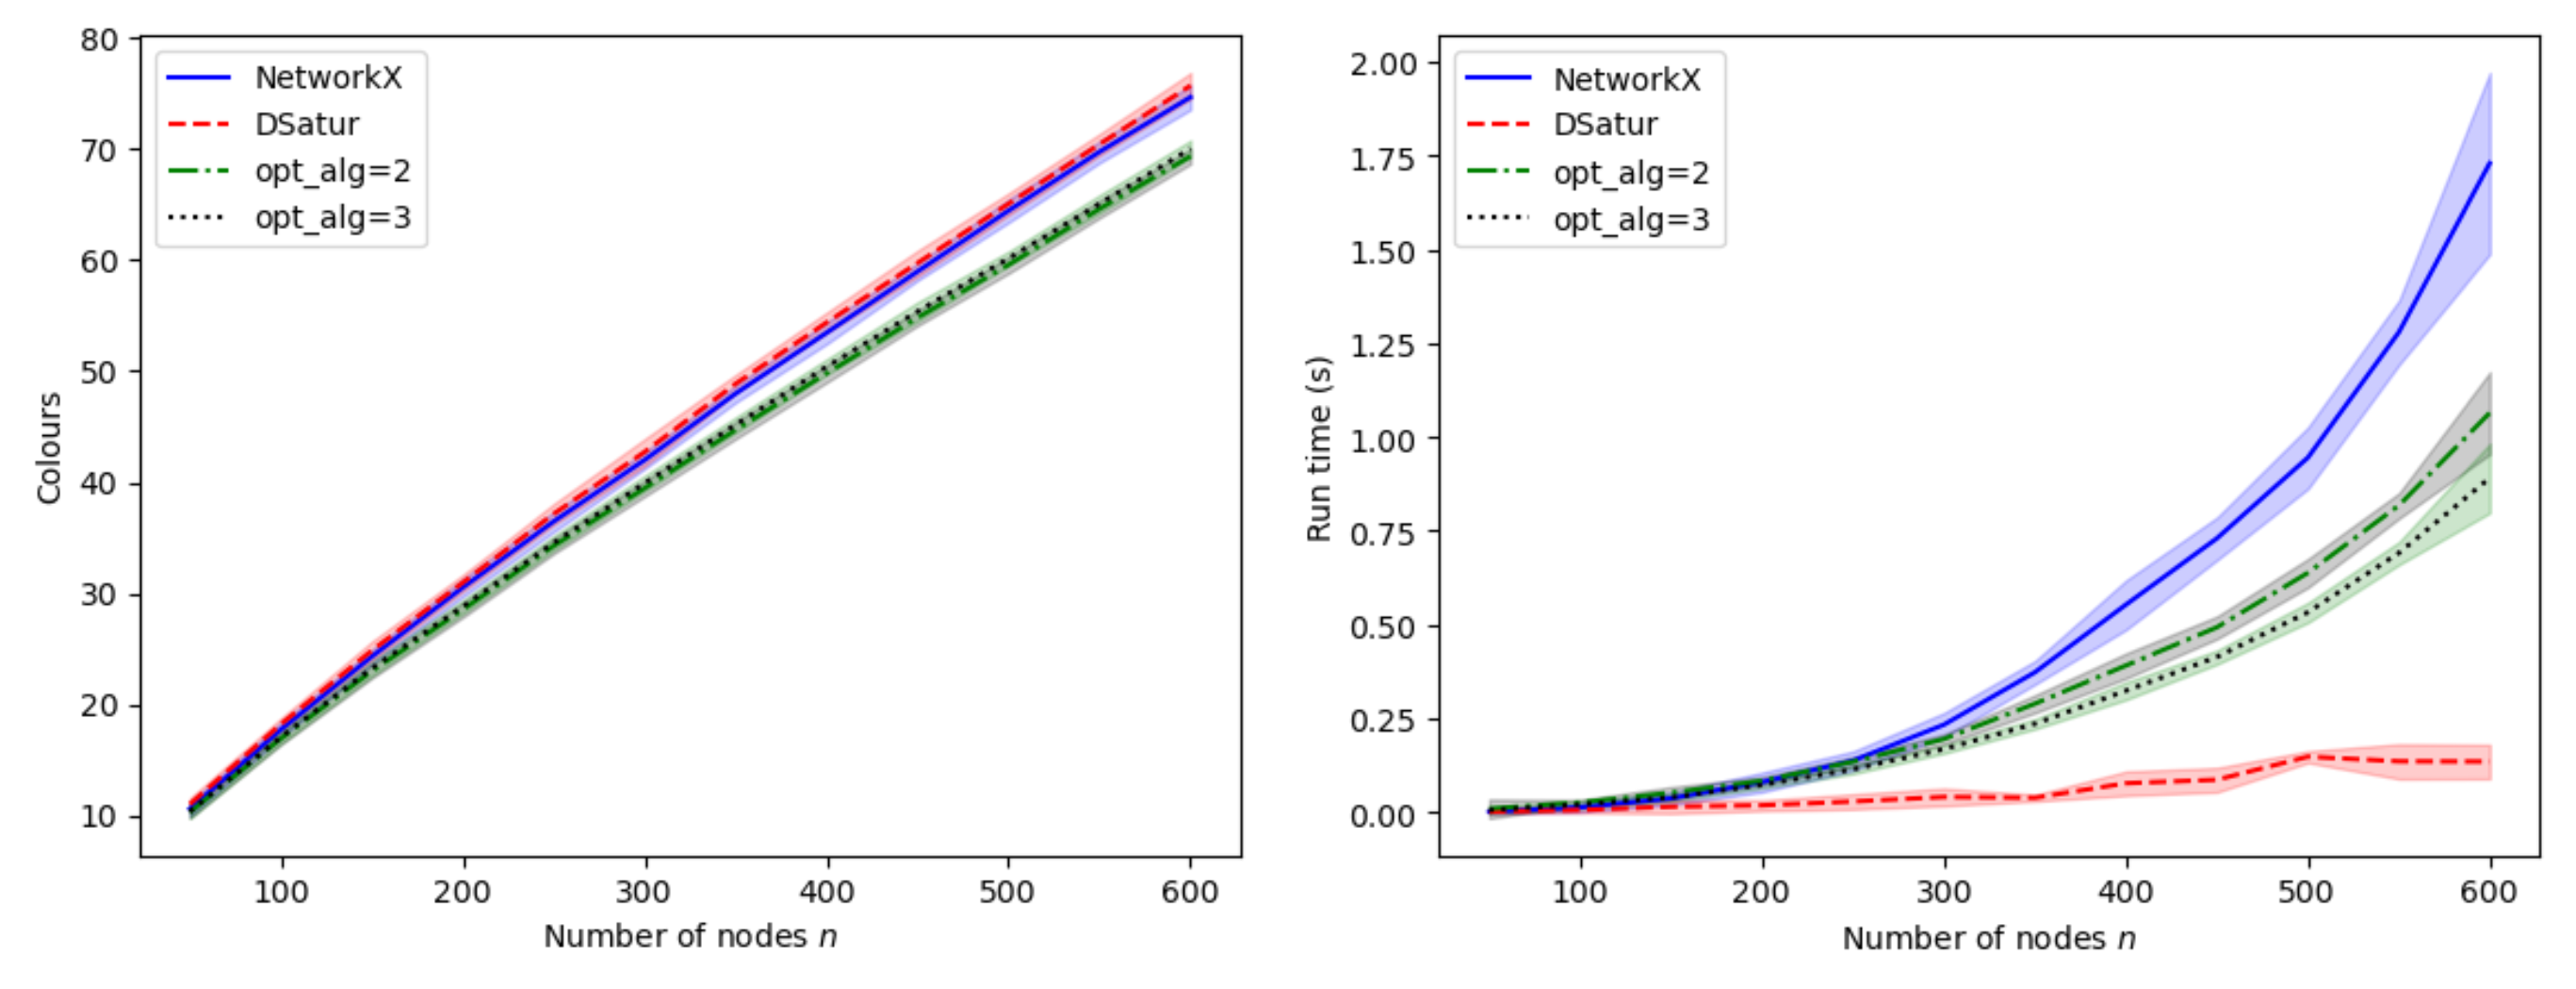 80
70
60
50
40
30
20
10
Colours
NetworkX
DSatur
opt_alg=2
opt_alg=3
100 200 300 400 500 600
Number of nodes n
2.00
1.75
1.50
1.25
1.00
0.75
0.50
0.25
0.00
Run time (s)
NetworkX
DSatur
opt_alg=2
opt_alg=3
100 200 300 400 500 600
Number of nodes n